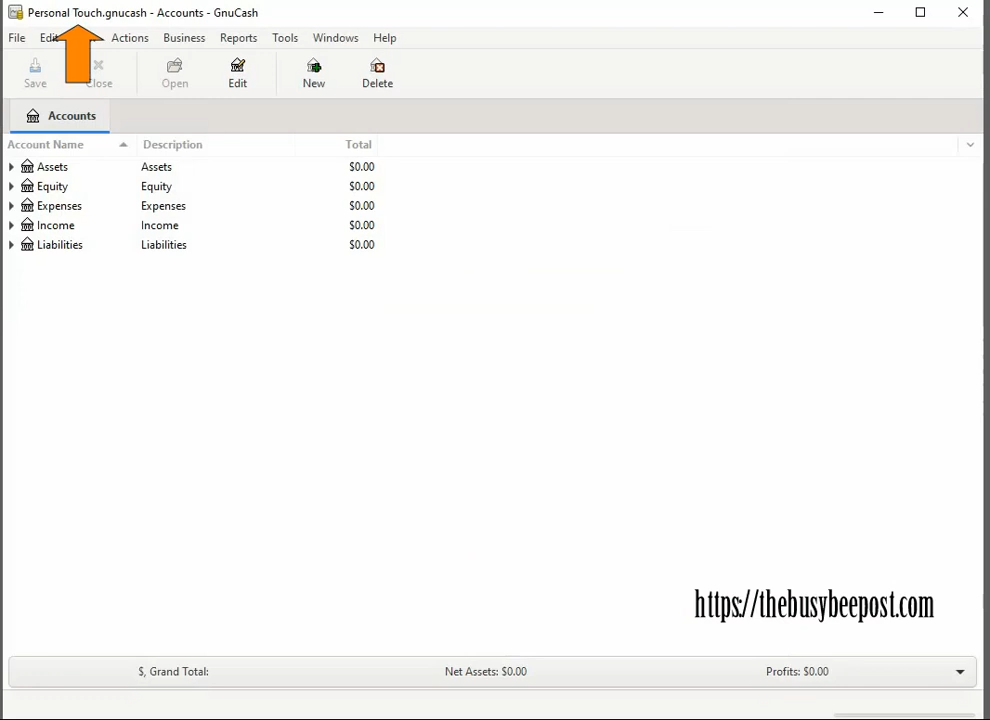 Personal Touch.gnucash - Accounts - GnuCash
File Edit Actions Business Reports Tools Windows Help
Save Close Open Edit New Delete
Accounts
Account Name Description Total
Assets Assets $0.00
Equity Equity $0.00
Expenses Expenses $0.00
Income Income $0.00
Liabilities Liabilities $0.00
https://thebusybeepost.com
$, Grand Total: Net Assets: $0.00 Profits: $0.00